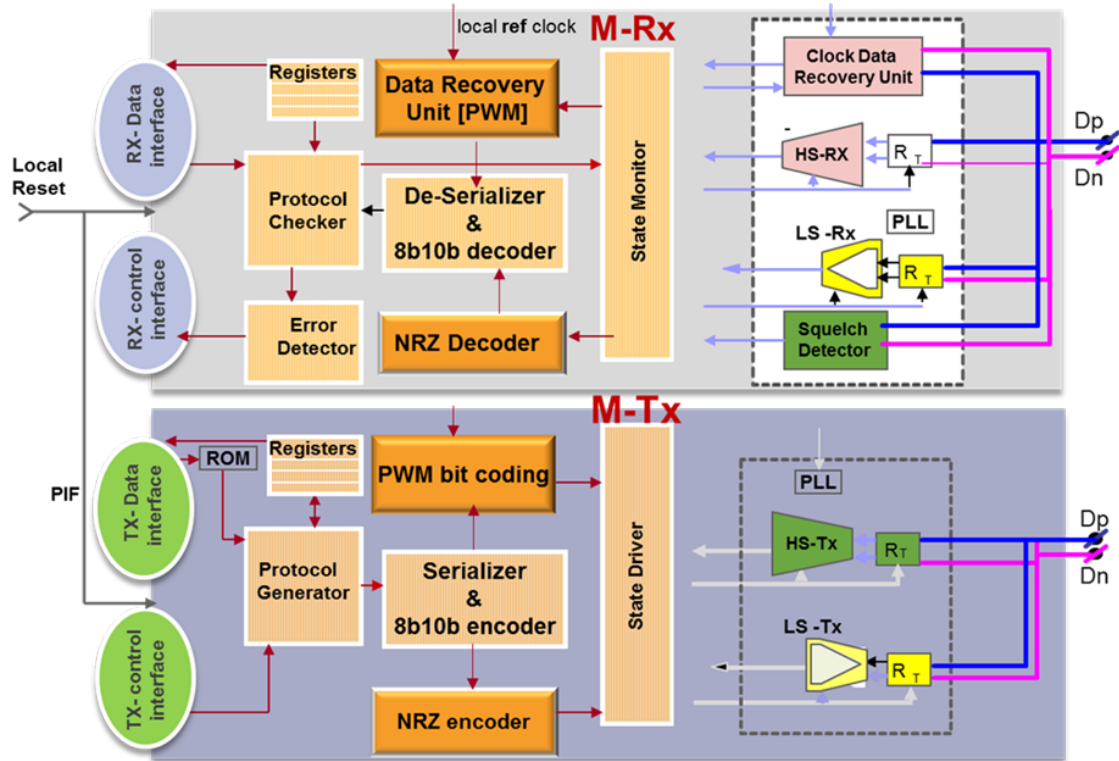 local ref clock
M-Rx
Registers
Data Recovery
Unit [PWM]
Clock Data
Recovery Unit
RX- Data
interface
Dp
-
HS-RX
R T
Local
Reset
Dn
Protocol
Checker
De-Serializer
&
8b10b decoder
State Monitor
PLL
LS -Rx
R T
RX- control
interface
Error
Detector
NRZ Decoder
Squelch
Detector
M-Tx
Registers
ROM
PWM bit coding
PLL
PIF
TX- Data
interface
Dp
HS-Tx
RT
Dn
Protocol
Generator
Serializer
&
8b10b encoder
State Driver
LS -Tx
R T
TX- control
interface
NRZ encoder